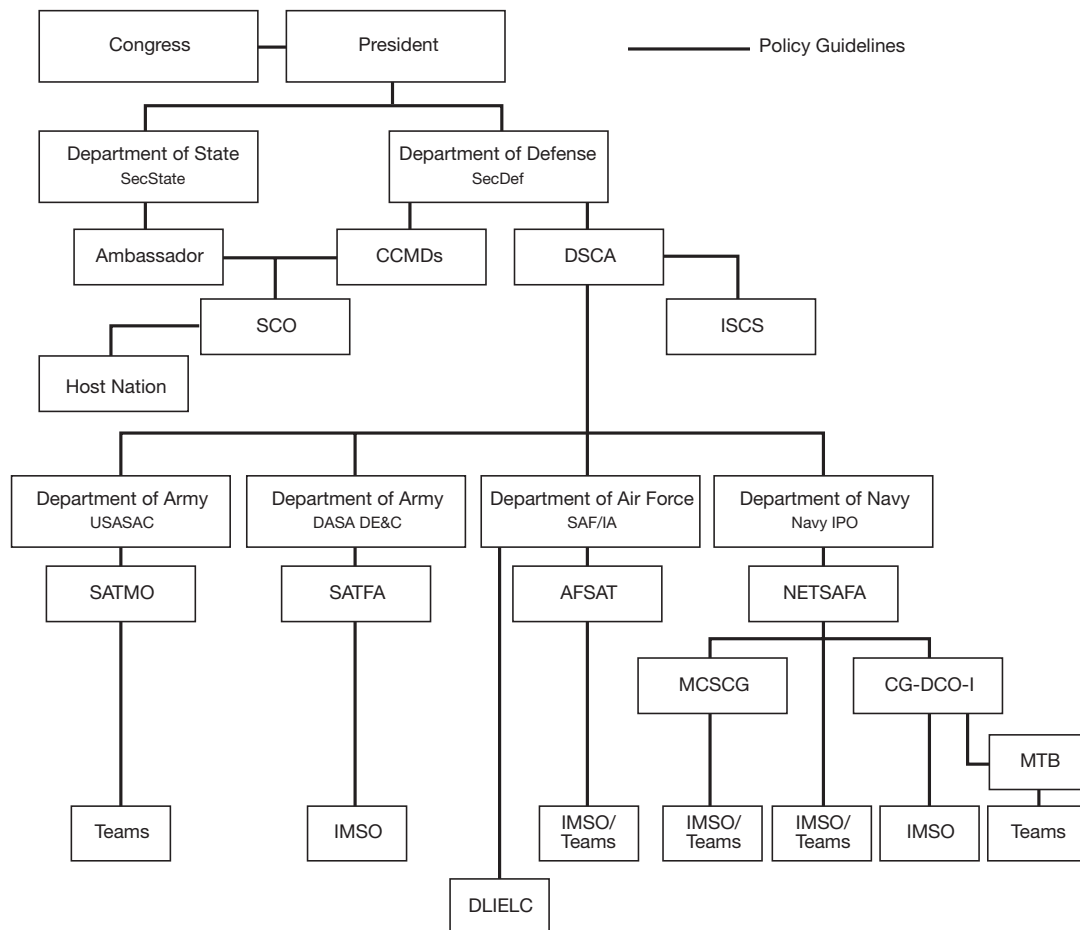 Congress
President
Policy Guidelines
Department of State
SecState
Department of Defense
SecDef
Ambassador
CCMDs
DSCA
SCO
ISCS
Host Nation
Department of Army
USASAC
Department of Army
DASA DE&C
Department of Air Force
SAF/IA
Department of Navy
Navy IPO
SATMO
SATFA
AFSAT
NETSAFA
MCSCG
CG-DCO-I
MTB
Teams
IMSO
IMSO/
Teams
IMSO/
Teams
IMSO/
Teams
IMSO
Teams
DLIELC